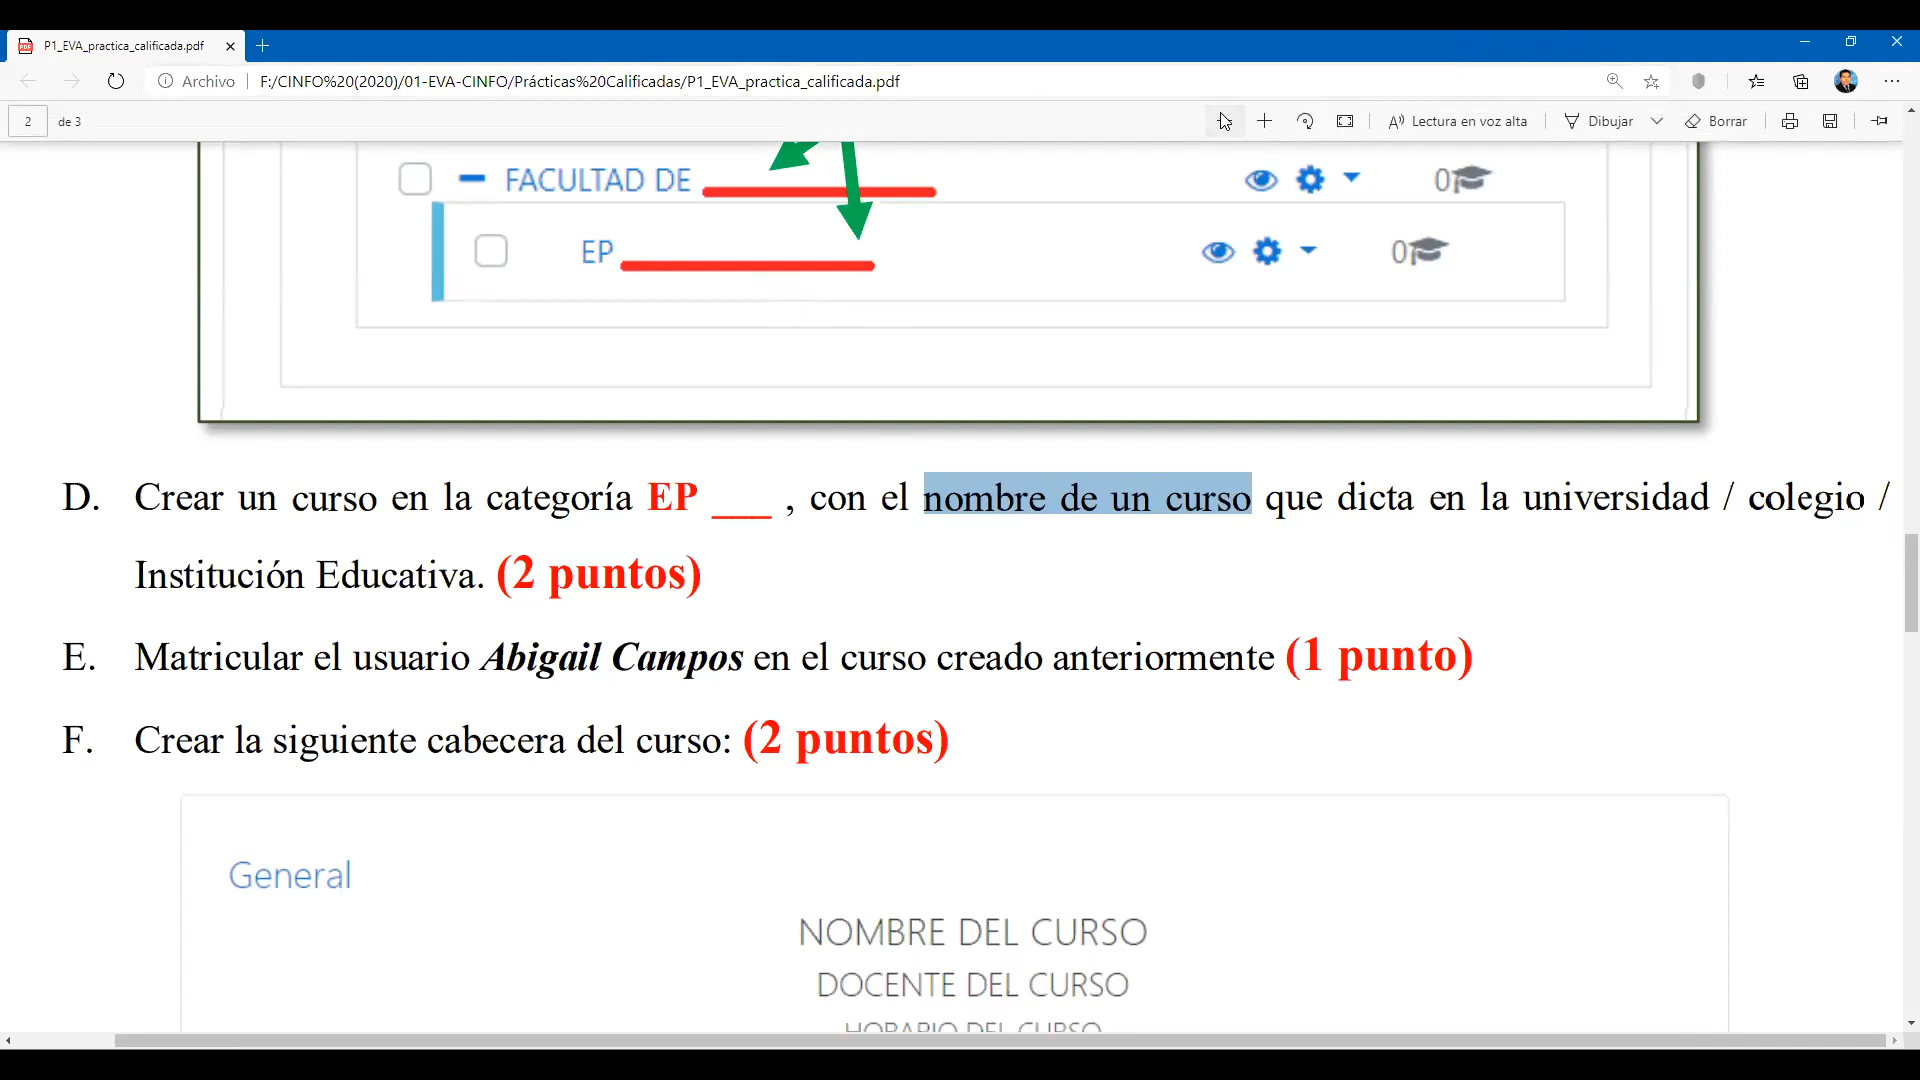 P1_EVA_practica_calificada.pdf
Archivo F:/CINFO%20(2020)/01-EVA-CINFO/Prácticas%20Calificadas/P1_EVA_practica_calificada.pdf
2 de 3 Lectura en voz alta Dibujar Borrar
FACULTAD DE 0
EP 0
D. Crear un curso en la categoría EP ___ , con el nombre de un curso que dicta en la universidad / colegio /
Institución Educativa. (2 puntos)
E. Matricular el usuario Abigail Campos en el curso creado anteriormente (1 punto)
F. Crear la siguiente cabecera del curso: (2 puntos)
General
NOMBRE DEL CURSO
DOCENTE DEL CURSO
HORARIO DEL CURSO